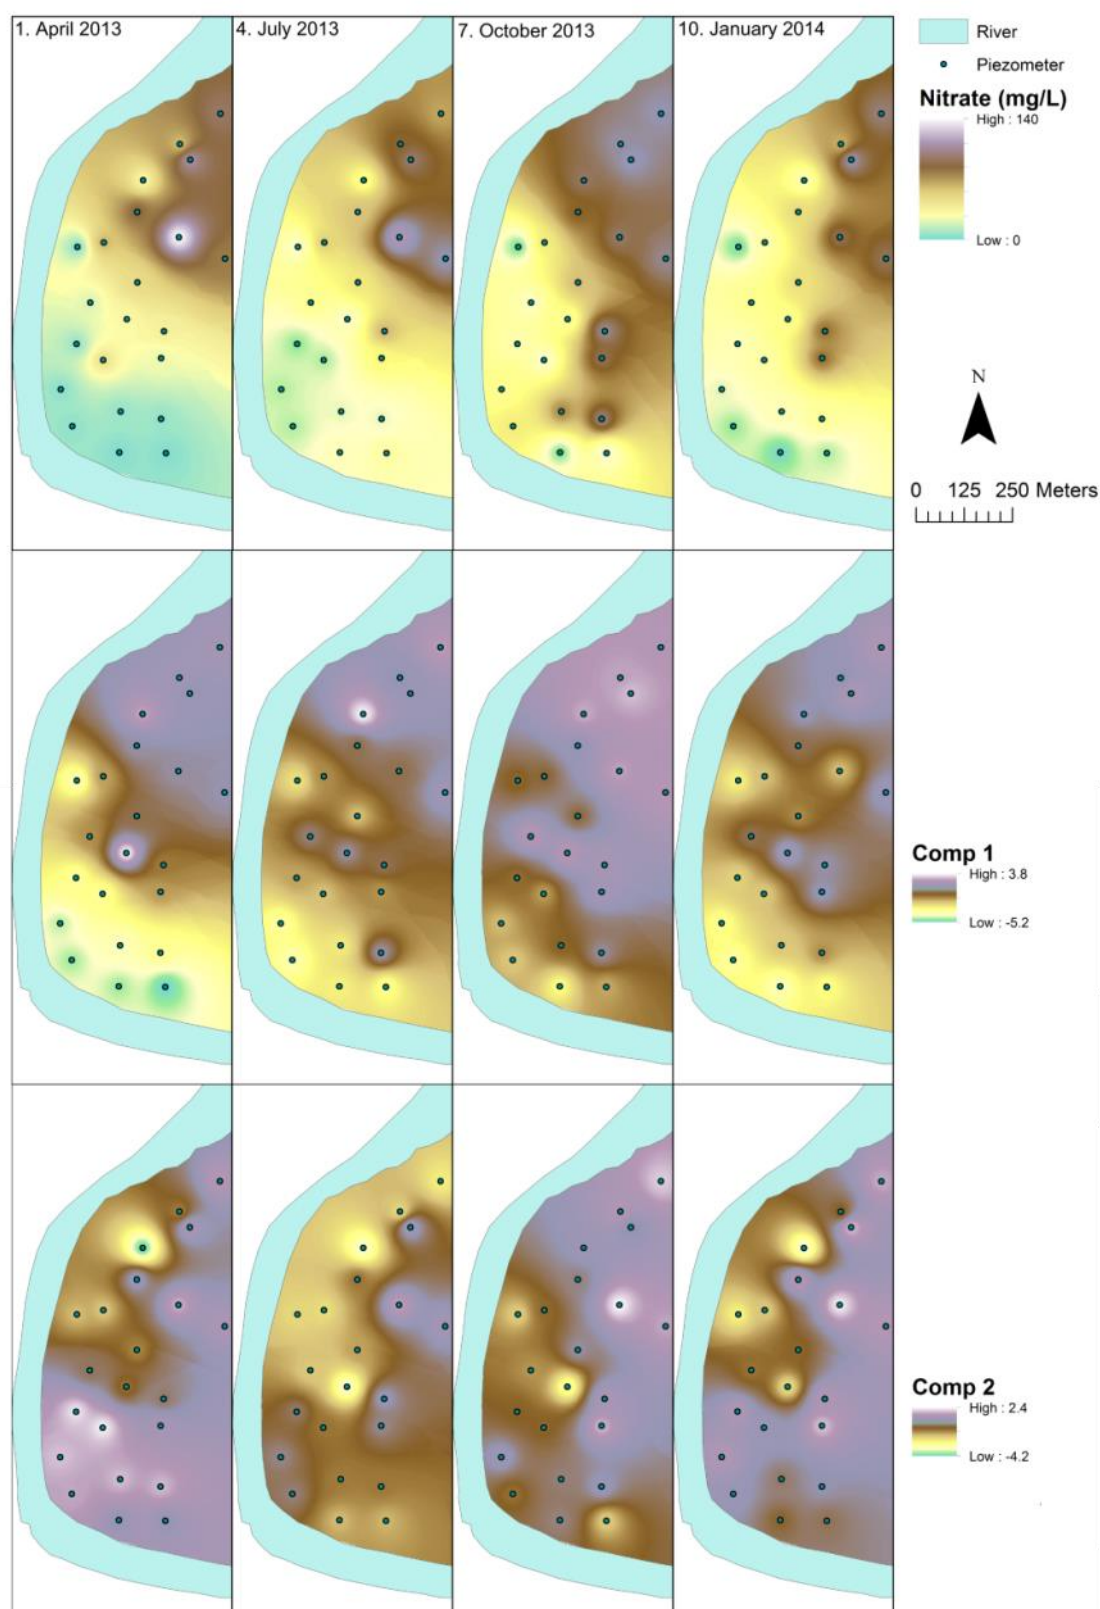 1. April 2013
4. July 2013
7. October 2013
10. January 2014
River
Piezometer
Nitrate (mg/L)
High : 140
Low : 0
N
0 125 250 Meters
Comp 1
High : 3.8
Low : -5.2
Comp 2
High : 2.4
Low : -4.2